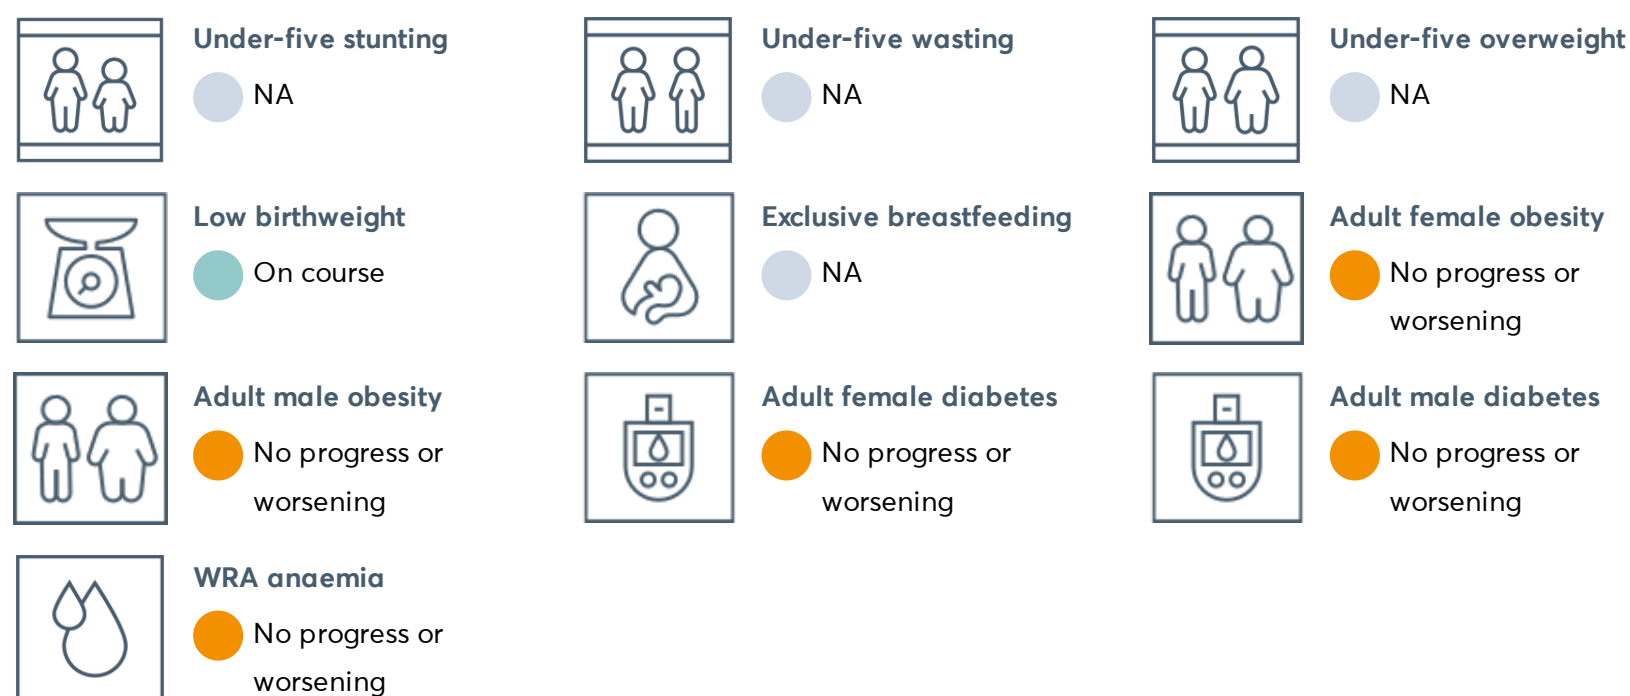 Under-five stunting
NA
Under-five wasting
NA
Under-five overweight
NA
Low birthweight
On course
Exclusive breastfeeding
NA
Adult female obesity
No progress or
worsening
Adult male obesity
No progress or
worsening
Adult female diabetes
No progress or
worsening
Adult male diabetes
No progress or
worsening
WRA anaemia
No progress or
worsening